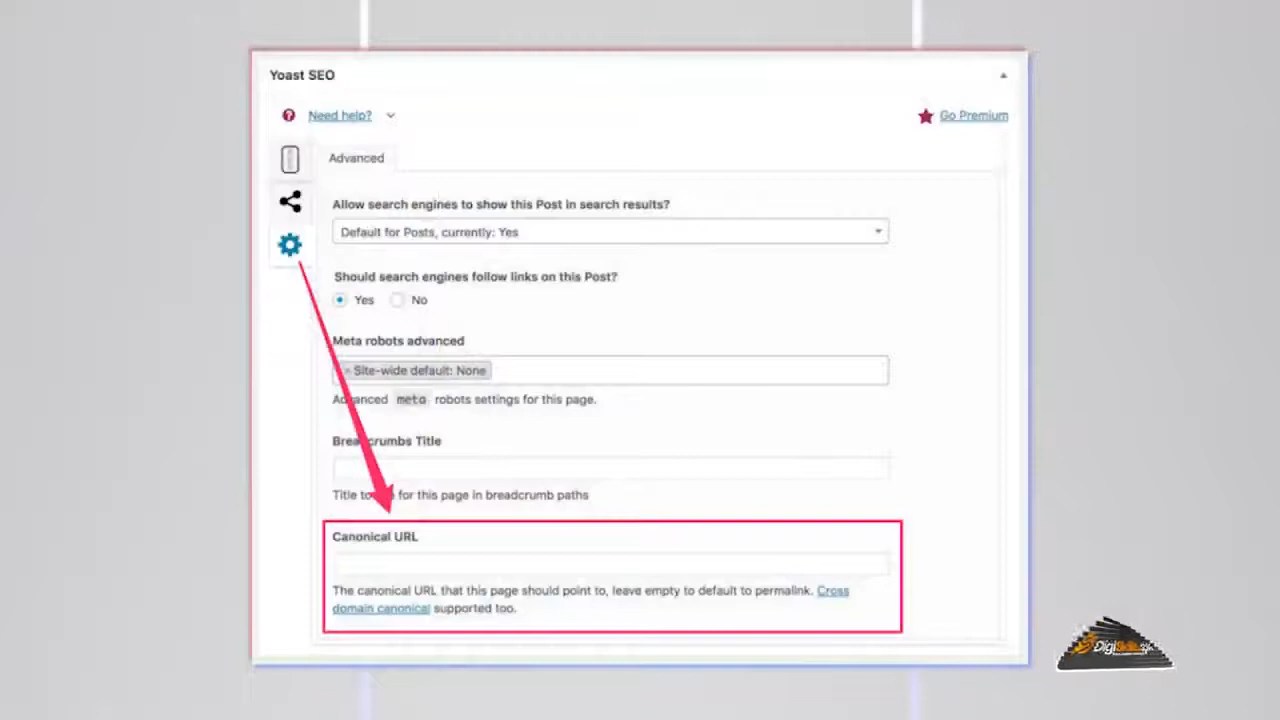 Yoast SEO
Need help?
Go Premium
Advanced
Allow search engines to show this Post in search results?
Default for Posts, currently: Yes
Should search engines follow links on this Post?
Yes No
Meta robots advanced
Site-wide default: None
Advanced meta robots settings for this page.
Breadcrumbs Title
Title to for this page in breadcrumb paths
Canonical URL
The canonical URL that this page should point to, leave empty to default to permalink. Cross
domain canonical supported too.